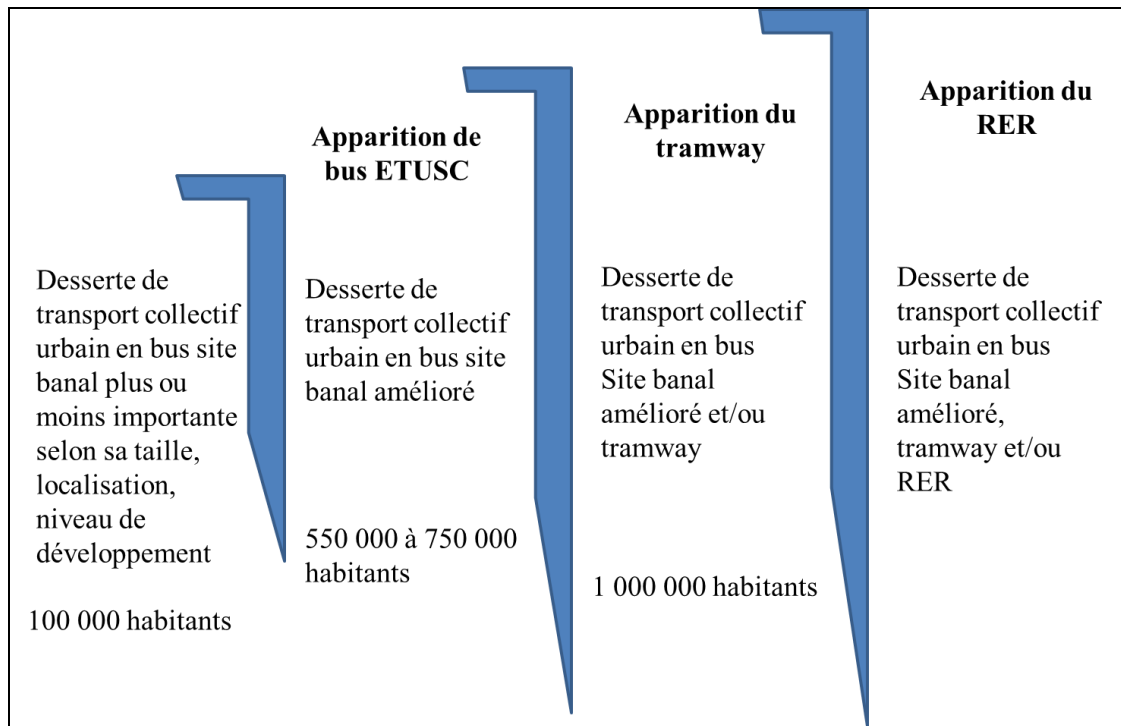 Desserte de
transport collectif
urbain en bus site
banal plus ou
moins importante
selon sa taille,
localisation,
niveau de
développement
100 000 habitants
Apparition de
bus ETUSC
Desserte de
transport collectif
urbain en bus site
banal amélioré
550 000 à 750 000
habitants
Apparition du
tramway
Desserte de
transport collectif
urbain en bus
Site banal
amélioré et/ou
tramway
1 000 000 habitants
Apparition du
RER
Desserte de
transport collectif
urbain en bus
Site banal
amélioré,
tramway et/ou
RER